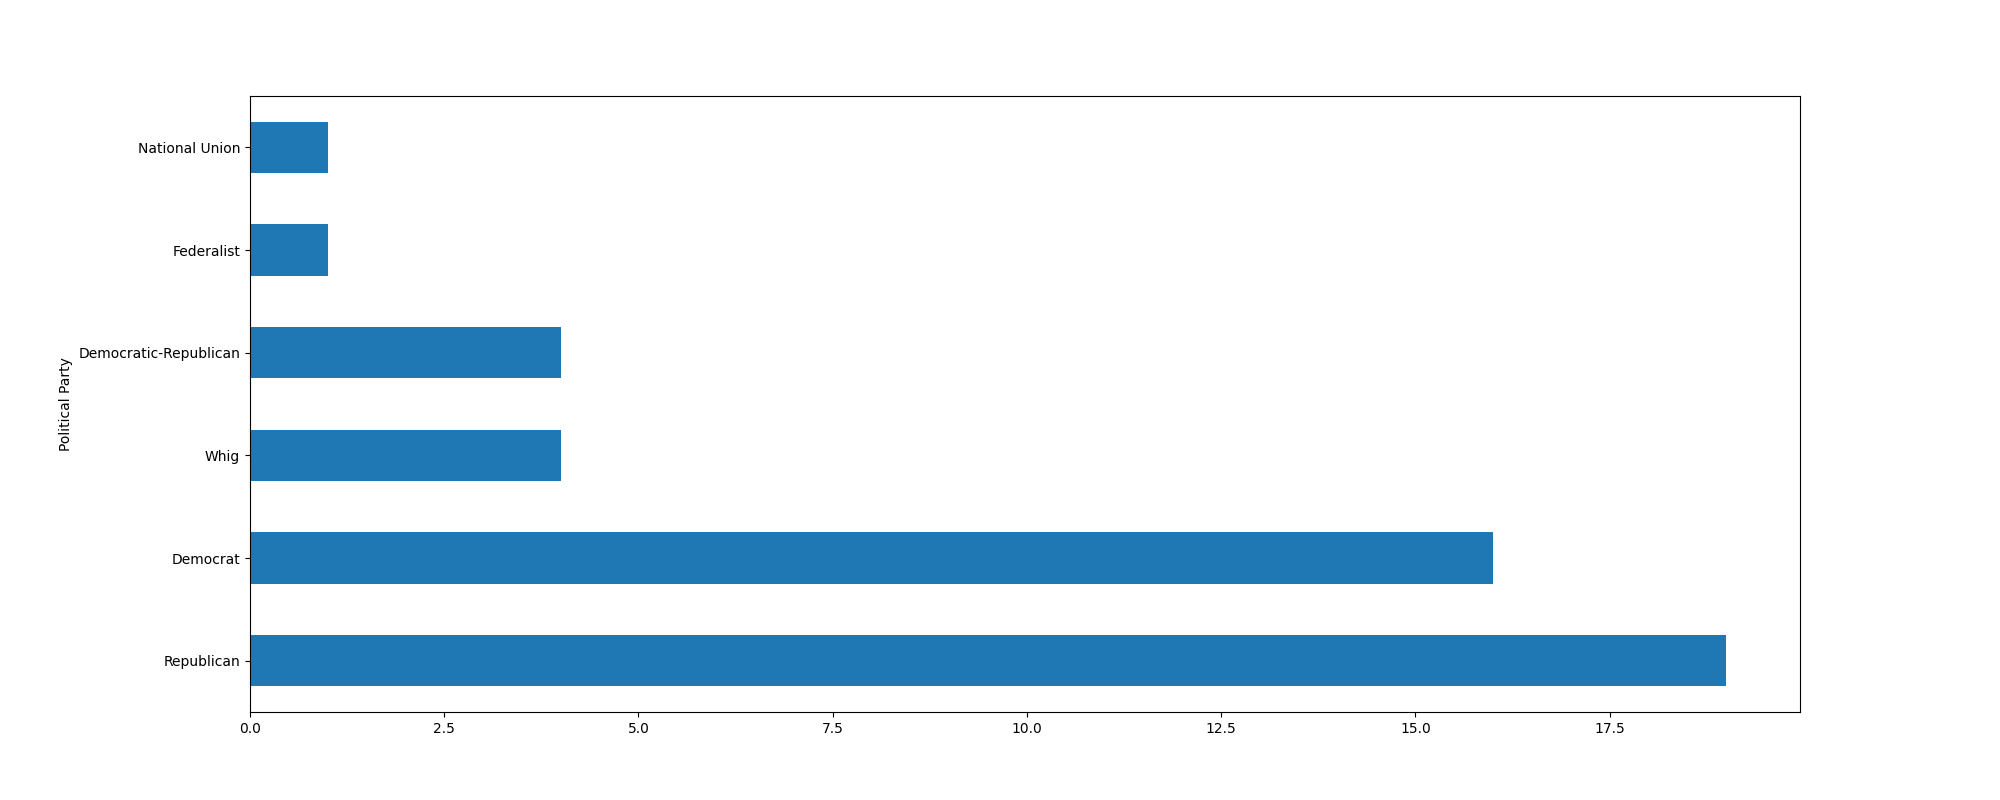 National Union
Federalist
Democratic-Republican
Political Party
Whig
Democrat
Republican
0.0 2.5 5.0 7.5 10.0 12.5 15.0 17.5